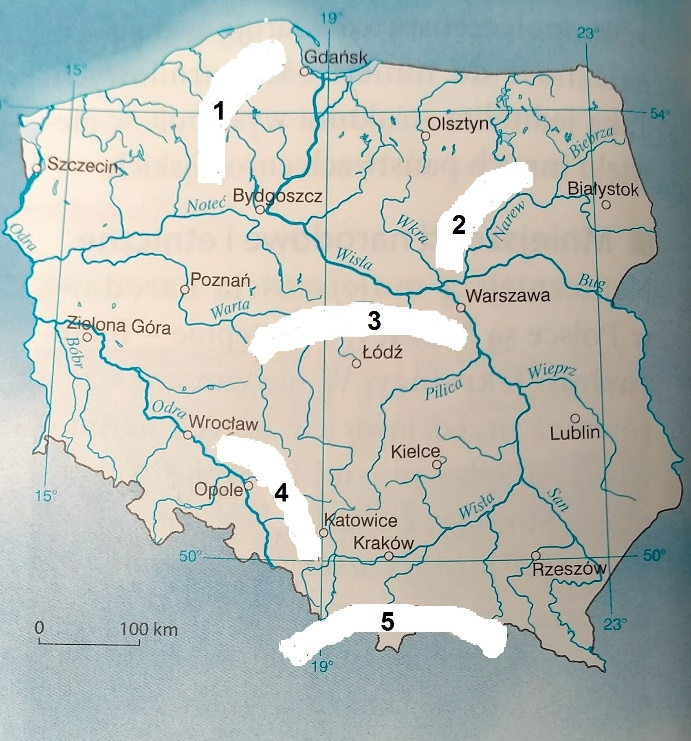 19°
23°
Gdańsk
15°
1
54°
Olsztyn
Biebrza
Szczecin
Białystok
Noteć
Bydgoszcz
2
Narew
Wkra
Odra
Wisła
Bug
Poznań
Warszawa
Warta
3
Zielona Góra
Łódź
Bóbr
Pilica
Wieprz
Odra
Wrocław
Lublin
Kielce
4
Opole
15°
Wisła
San
Katowice
Kraków
50°
50°
Rzeszów
0 100 km
5
23°
19°